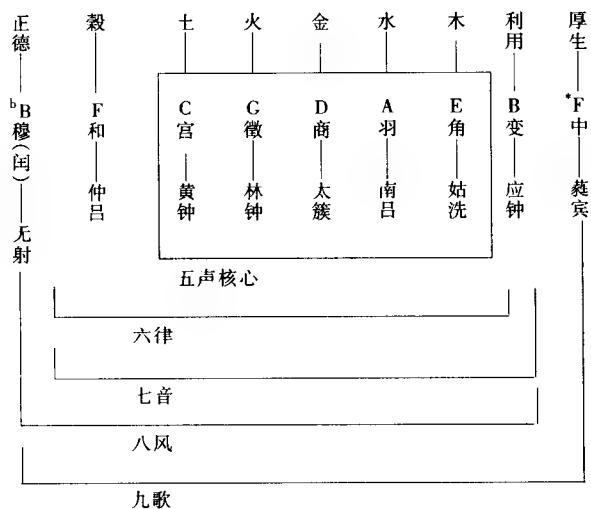 正德 穀 土 火 金 水 木 利用 厚生
ᵇB F C G D A E B *F
穆(闰) 和 宫 徵 商 羽 角 变 中
无射 仲吕 黄钟 林钟 太簇 南吕 姑洗 应钟 蕤宾
五声核心
六律
七音
八风
九歌